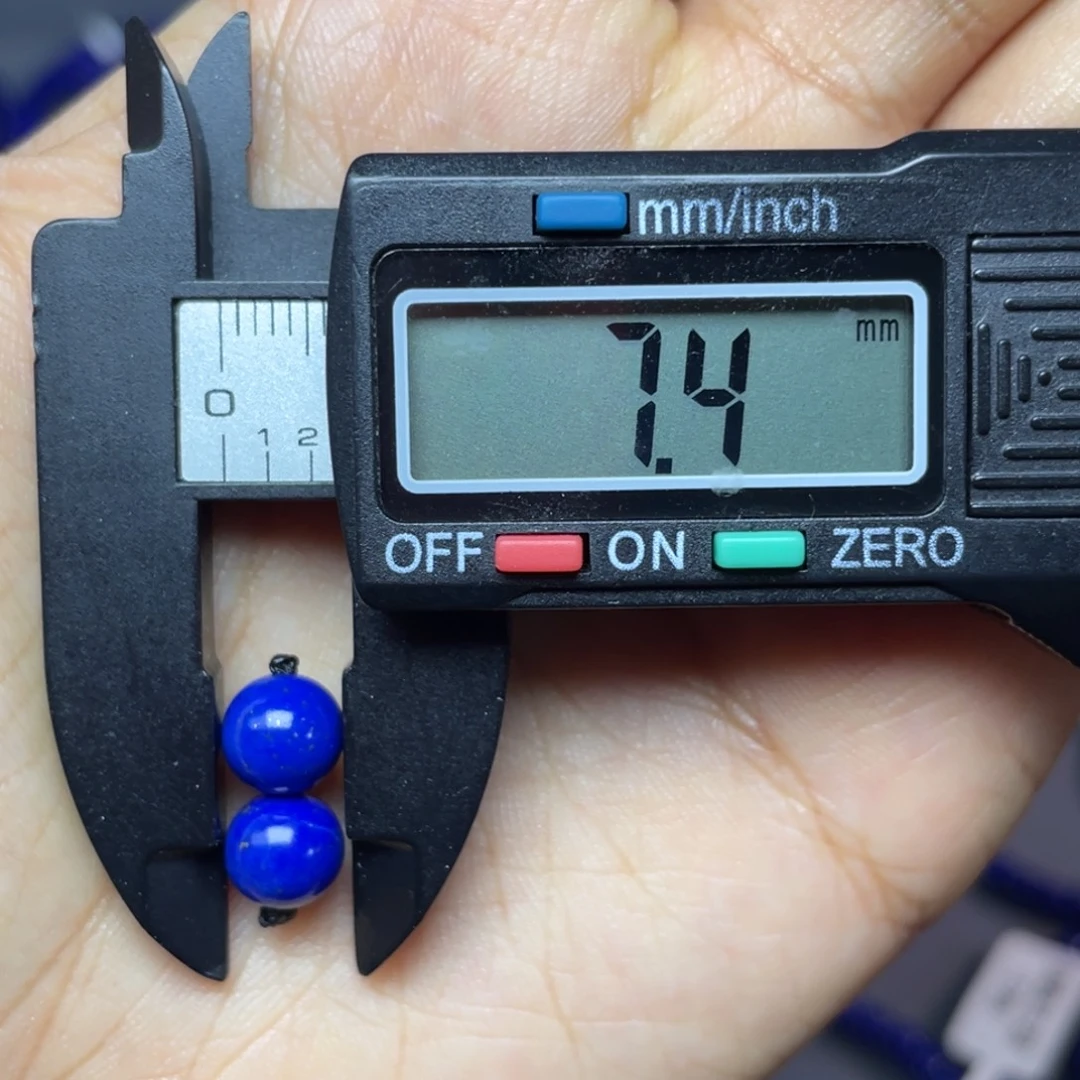 mm/inch
mm
7.4
0
1 2
OFF ON ZERO